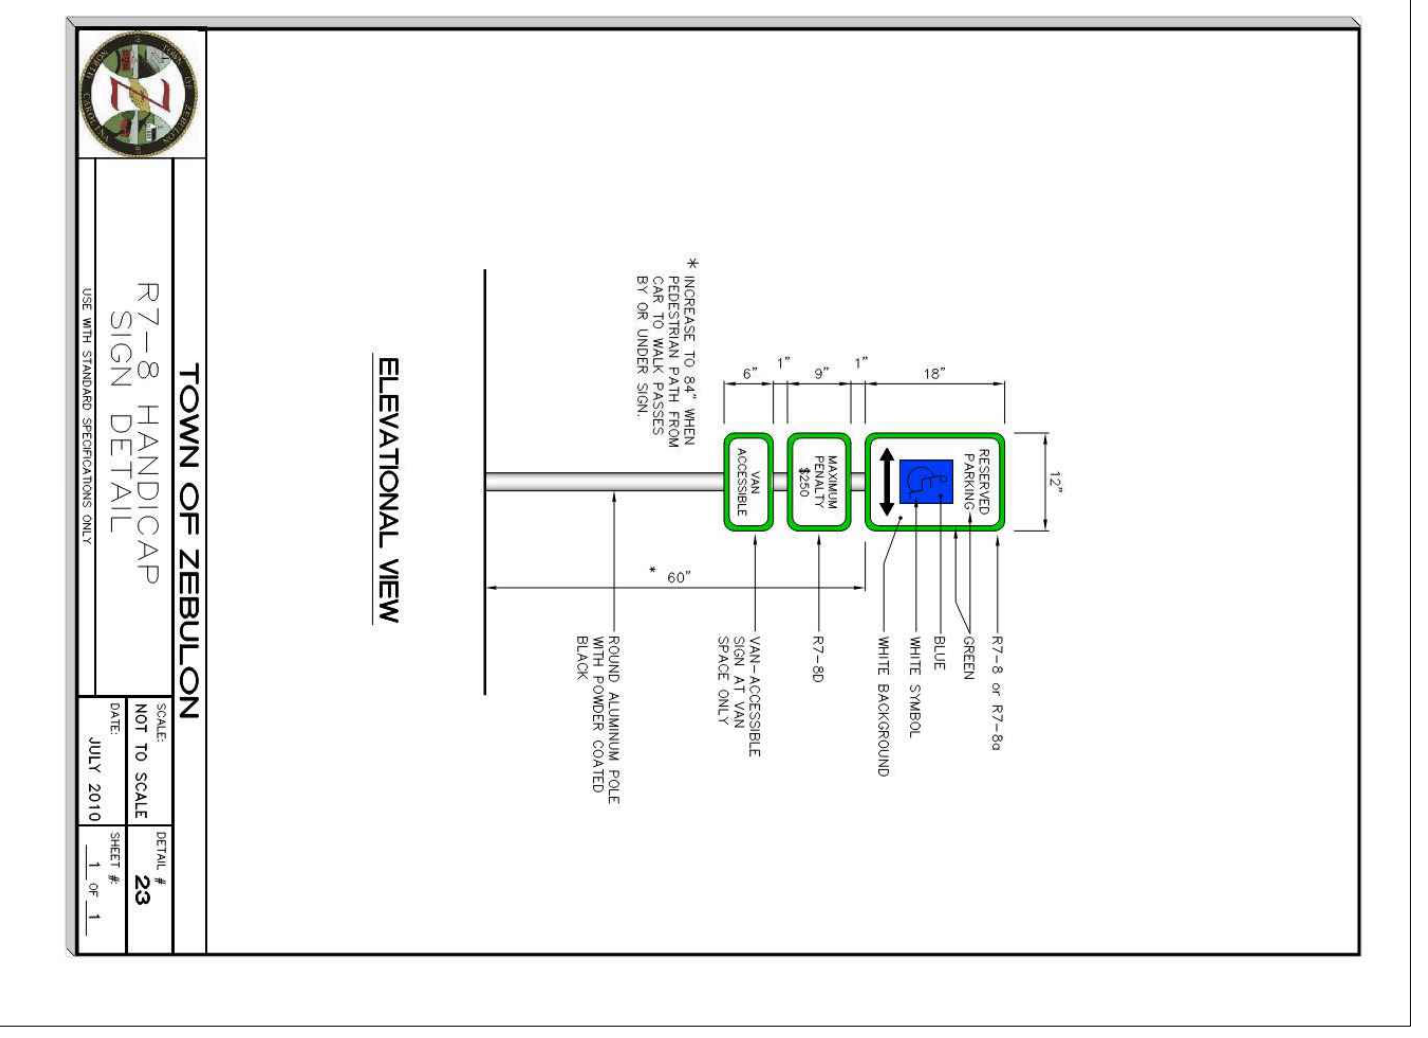 12"
18"
1"
9"
1"
6"
RESERVED
PARKING
MAXIMUM
PENALTY
$250
VAN
ACCESSIBLE
R7-8 or R7-8a
GREEN
BLUE
WHITE SYMBOL
WHITE BACKGROUND
R7-8D
VAN-ACCESSIBLE
SIGN AT VAN
SPACE ONLY
* 60"
* INCREASE TO 84" WHEN
PEDESTRIAN PATH FROM
CAR TO WALK PASSES
BY OR UNDER SIGN.
ROUND ALUMINUM POLE
WITH POWDER COATED
BLACK
ELEVATIONAL VIEW
TOWN OF ZEBULON
TOWN OF ZEBULON
Z
R7-8 HANDICAP
SIGN DETAIL
USE WITH STANDARD SPECIFICATIONS ONLY
SCALE:
NOT TO SCALE
DETAIL #
23
DATE:
JULY 2010
SHEET #:
1 OF 1